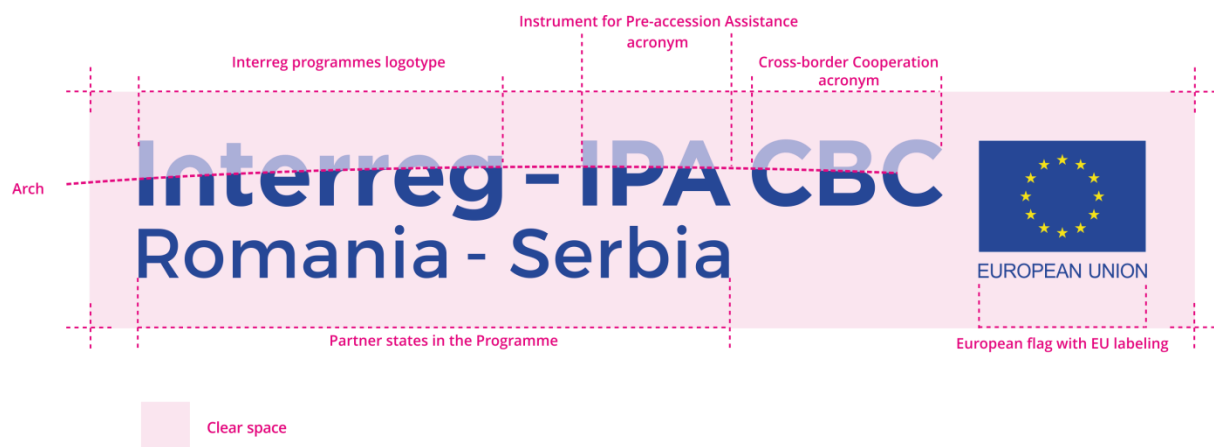 Instrument for Pre-accession Assistance
acronym
Interreg programmes logotype
Cross-border Cooperation
acronym
Arch
Interreg – IPA CBC
Romania - Serbia
EUROPEAN UNION
Partner states in the Programme
European flag with EU labeling
Clear space